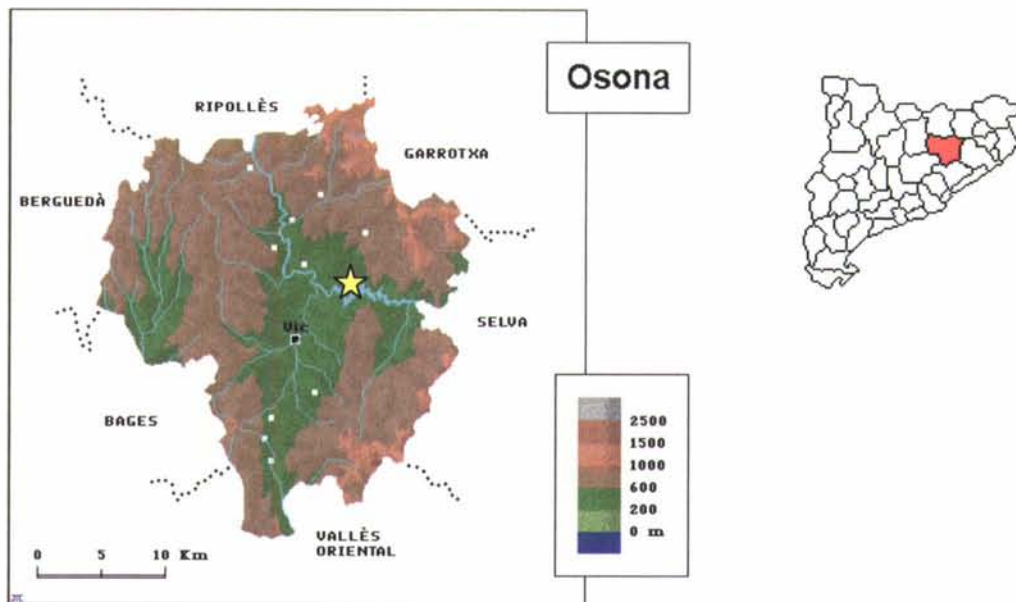 Osona
RIPOLLÈS
GARROTXA
BERGUEDÀ
SELVA
Vic
BAGES
VALLÈS
ORIENTAL
0 5 10 Km
2500
1500
1000
600
200
0 m